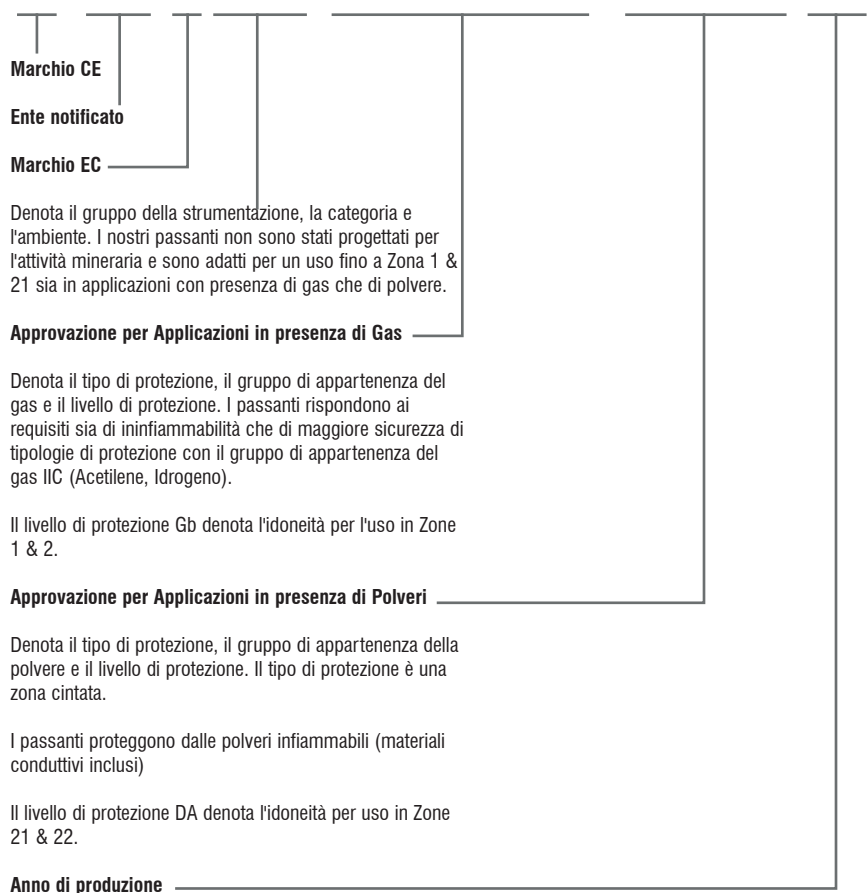 Marchio CE
Ente notificato
Marchio EC
Denota il gruppo della strumentazione, la categoria e
l'ambiente. I nostri passanti non sono stati progettati per
l'attività mineraria e sono adatti per un uso fino a Zona 1 &
21 sia in applicazioni con presenza di gas che di polvere.
Approvazione per Applicazioni in presenza di Gas
Denota il tipo di protezione, il gruppo di appartenenza del
gas e il livello di protezione. I passanti rispondono ai
requisiti sia di ininfiammabilità che di maggiore sicurezza di
tipologie di protezione con il gruppo di appartenenza del
gas IIC (Acetilene, Idrogeno).
Il livello di protezione Gb denota l'idoneità per l'uso in Zone
1 & 2.
Approvazione per Applicazioni in presenza di Polveri
Denota il tipo di protezione, il gruppo di appartenenza della
polvere e il livello di protezione. Il tipo di protezione è una
zona cintata.
I passanti proteggono dalle polveri infiammabili (materiali
conduttivi inclusi)
Il livello di protezione DA denota l'idoneità per uso in Zone
21 & 22.
Anno di produzione